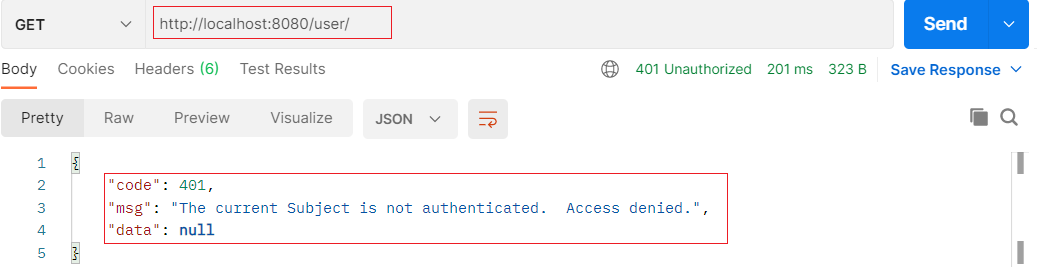 GET http://localhost:8080/user/ Send
Body Cookies Headers (6) Test Results 401 Unauthorized 201 ms 323 B Save Response
Pretty Raw Preview Visualize JSON
1 {
2 "code": 401,
3 "msg": "The current Subject is not authenticated.  Access denied.",
4 "data": null
5 }